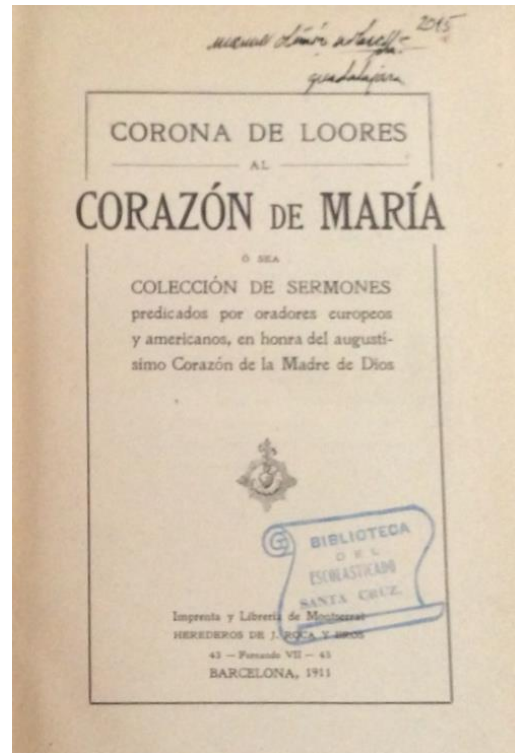 2015
guadalajara
CORONA DE LOORES
AL
CORAZÓN DE MARÍA
Ó SEA
COLECCIÓN DE SERMONES
predicados por oradores europeos
y americanos, en honra del augustí-
simo Corazón de la Madre de Dios
BIBLIOTECA
DEL
ESCOLASTICADO
SANTA CRUZ.
Imprenta y Librería de Montserrat
HEREDEROS DE J. ROCA Y BROS
43 — Fernando VII — 43
BARCELONA, 1911